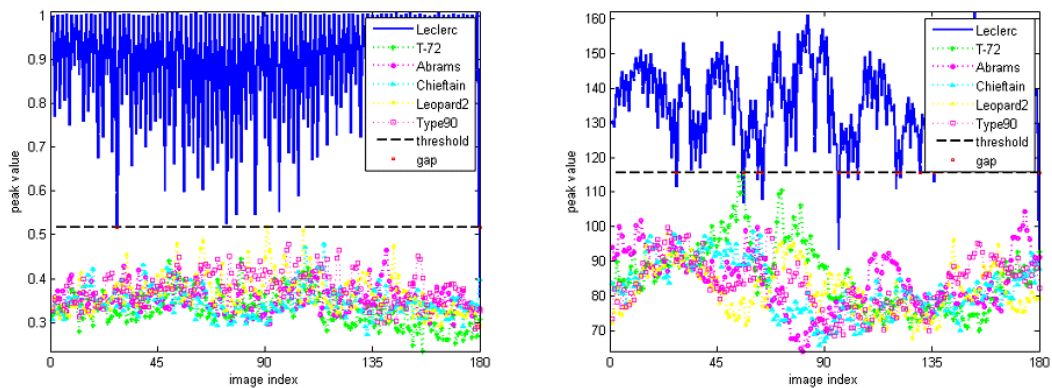 1
0.9
0.8
0.7
0.6
0.5
0.4
0.3
peak value
0
45
90
135
180
image index
Leclerc
T-72
Abrams
Chieftain
Leopard2
Type90
threshold
gap
160
150
140
130
120
110
100
90
80
70
peak value
0
45
90
135
180
image index
Leclerc
T-72
Abrams
Chieftain
Leopard2
Type90
threshold
gap